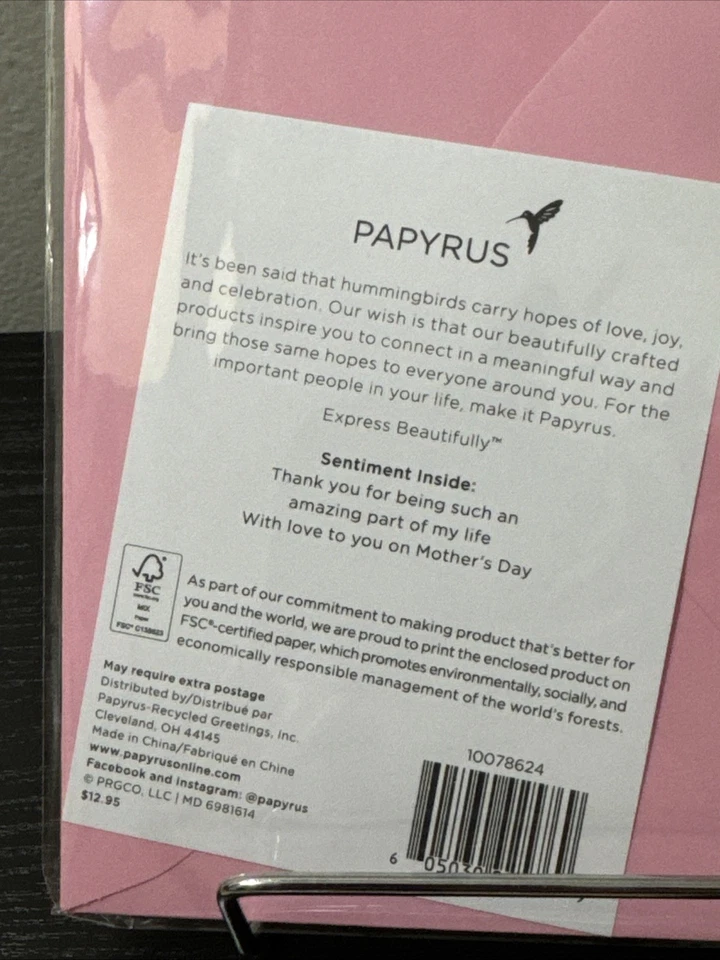 PAPYRUS
It's been said that hummingbirds carry hopes of love, joy,
and celebration. Our wish is that our beautifully crafted
products inspire you to connect in a meaningful way and
bring those same hopes to everyone around you. For the
important people in your life, make it Papyrus.
Express Beautifully™
Sentiment Inside:
Thank you for being such an
amazing part of my life
With love to you on Mother's Day
FSC
MIX
Paper
As part of our commitment to making product that's better for
you and the world, we are proud to print the enclosed product on
FSC®-certified paper, which promotes environmentally, socially, and
economically responsible management of the world's forests.
May require extra postage
Distributed by/Distribué par
Papyrus-Recycled Greetings, Inc.
Cleveland, OH 44145
Made in China/Fabriqué en Chine
www.papyrusonline.com
Facebook and Instagram: @papyrus
© PRGCO, LLC | MD 6981614
$12.95
10078624